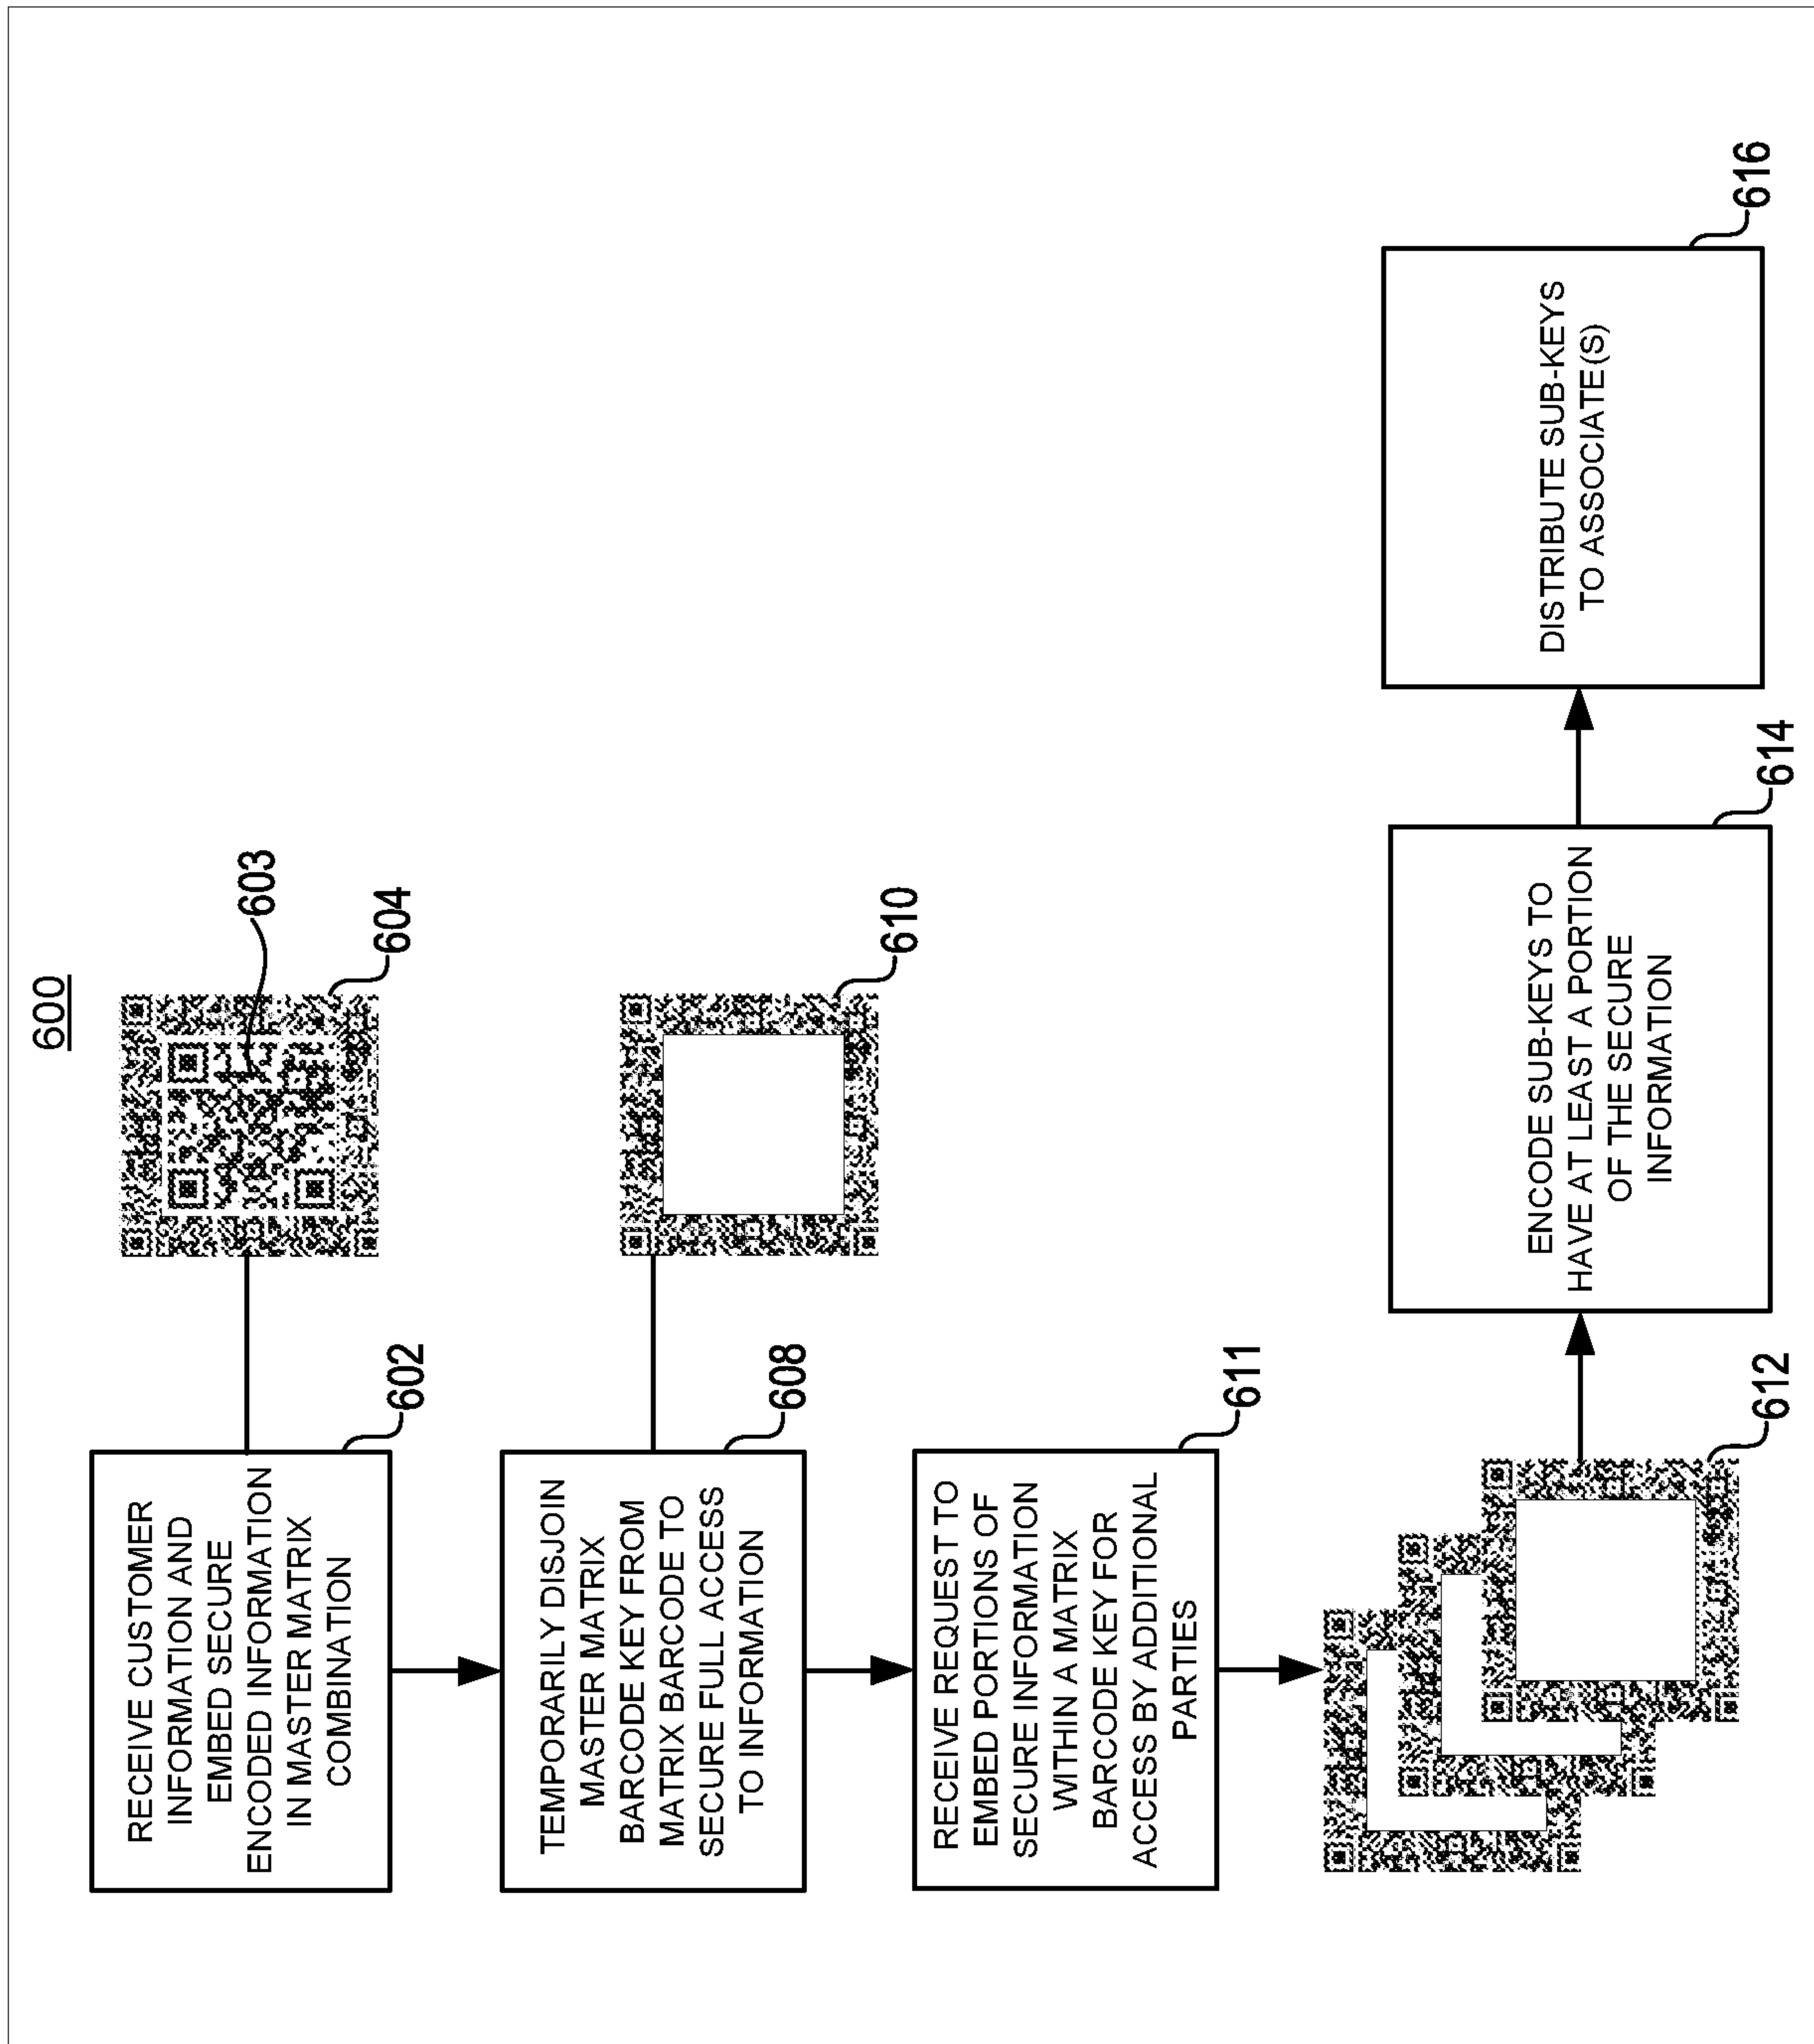 600
RECEIVE CUSTOMER
INFORMATION AND
EMBED SECURE
ENCODED INFORMATION
IN MASTER MATRIX
COMBINATION
602
603
604
TEMPORARILY DISJOIN
MASTER MATRIX
BARCODE KEY FROM
MATRIX BARCODE TO
SECURE FULL ACCESS
TO INFORMATION
608
610
RECEIVE REQUEST TO
EMBED PORTIONS OF
SECURE INFORMATION
WITHIN A MATRIX
BARCODE KEY FOR
ACCESS BY ADDITIONAL
PARTIES
611
612
ENCODE SUB-KEYS TO
HAVE AT LEAST A PORTION
OF THE SECURE
INFORMATION
614
DISTRIBUTE SUB-KEYS
TO ASSOCIATE(S)
616